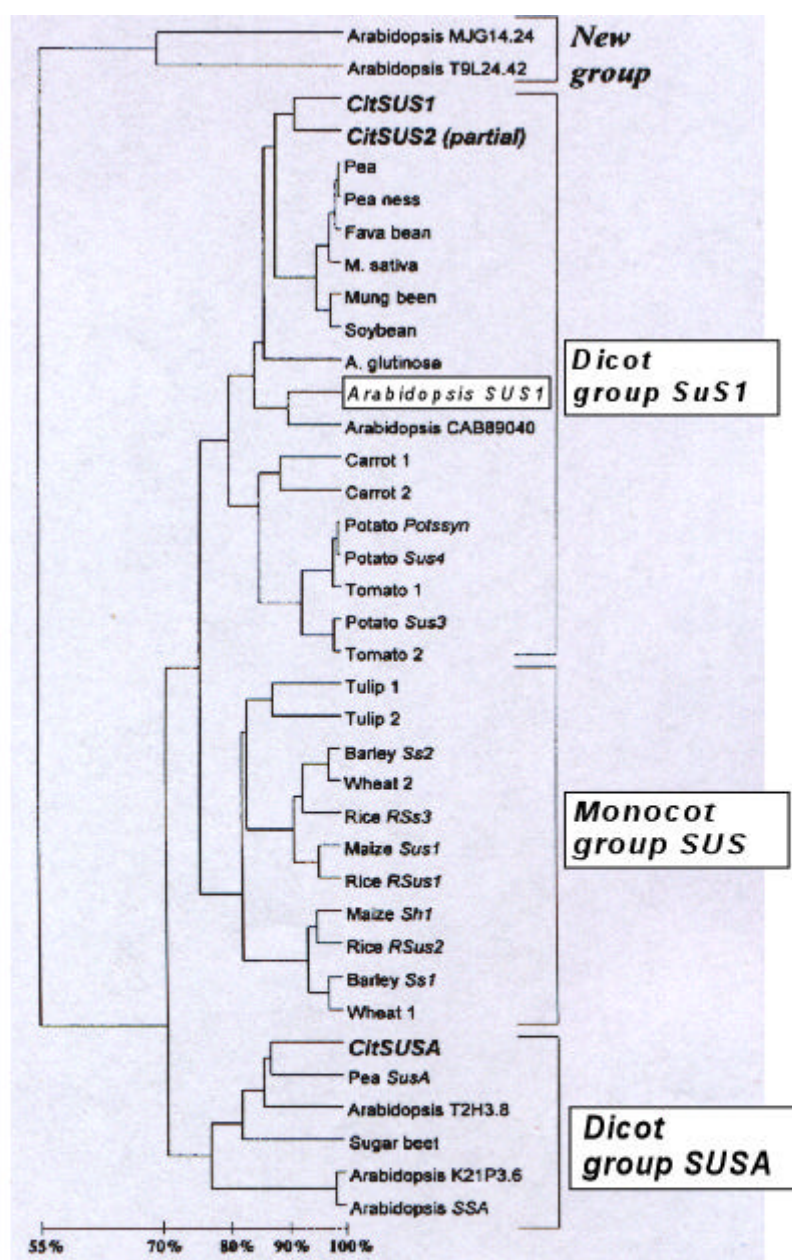 Arabidopsis MJG14.24
Arabidopsis T9L24.42
New
group
CitSUS1
CitSUS2 (partial)
Pea
Pea ness
Fava bean
M. sativa
Mung been
Soybean
A. glutinosa
Arabidopsis SUS1
Arabidopsis CAB89040
Carrot 1
Carrot 2
Potato Potssyn
Potato Sus4
Tomato 1
Potato Sus3
Tomato 2
Dicot
group SuS1
Tulip 1
Tulip 2
Barley Ss2
Wheat 2
Rice RSs3
Maize Sus1
Rice RSus1
Maize Sh1
Rice RSus2
Barley Ss1
Wheat 1
Monocot
group SUS
CitSUSA
Pea SusA
Arabidopsis T2H3.8
Sugar beet
Arabidopsis K21P3.6
Arabidopsis SSA
Dicot
group SUSA
55% 70% 80% 90% 100%